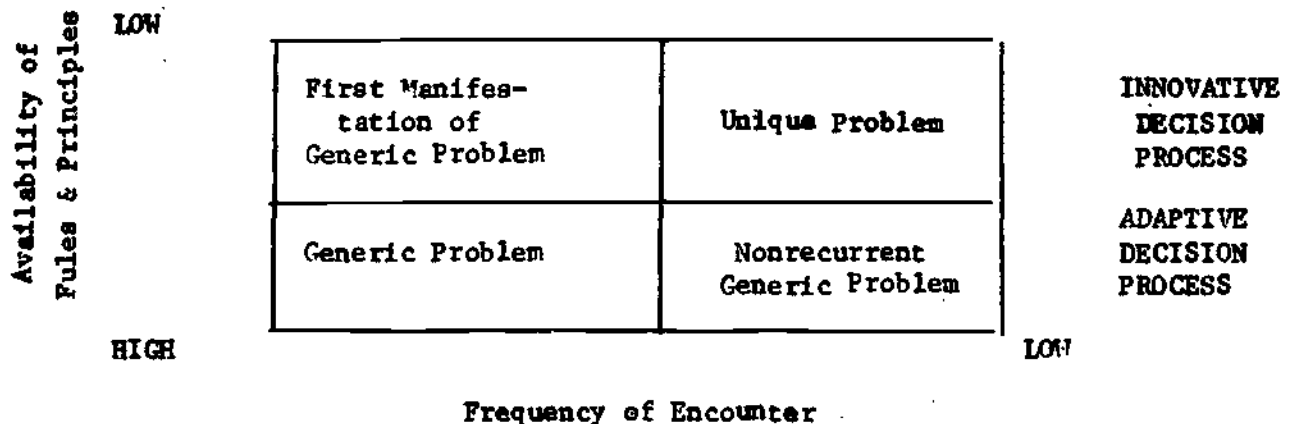 Availability of
Fules & Principles
LOW
First Manifes-
tation of
Generic Problem
Unique Problem
INNOVATIVE
DECISION
PROCESS
Generic Problem
Nonrecurrent
Generic Problem
ADAPTIVE
DECISION
PROCESS
HIGH
LOW
Frequency of Encounter